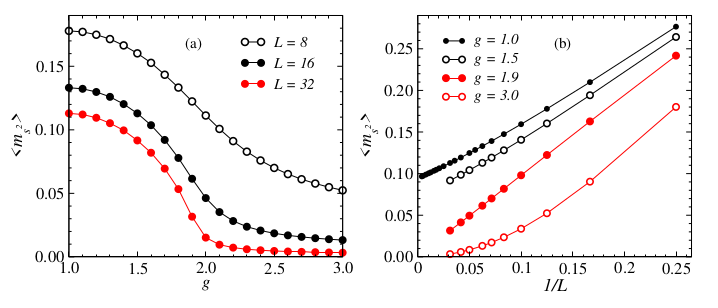 (a)
L = 8
L = 16
L = 32
0.15
0.10
0.05
0.00
<m_s^2>
1.0 1.5 2.0 2.5 3.0
g
(b)
g = 1.0
g = 1.5
g = 1.9
g = 3.0
0.25
0.20
0.15
0.10
0.05
0.00
<m_s^2>
0 0.05 0.1 0.15 0.2 0.25
1/L